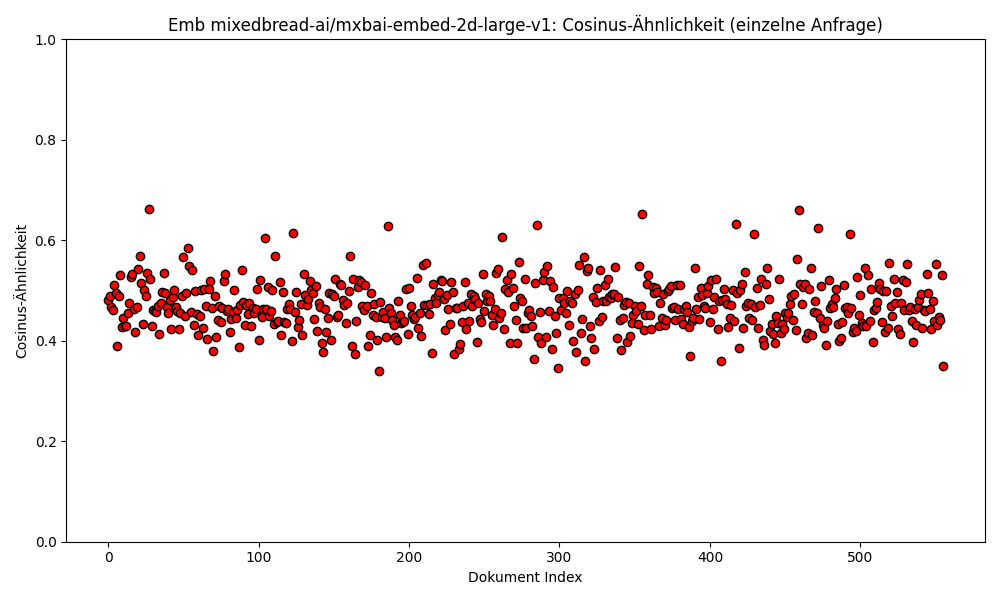 Emb mixedbread-ai/mxbai-embed-2d-large-v1: Cosinus-Ähnlichkeit (einzelne Anfrage)
1.0
0.8
0.6
0.4
0.2
0.0
Cosinus-Ähnlichkeit
0 100 200 300 400 500
Dokument Index